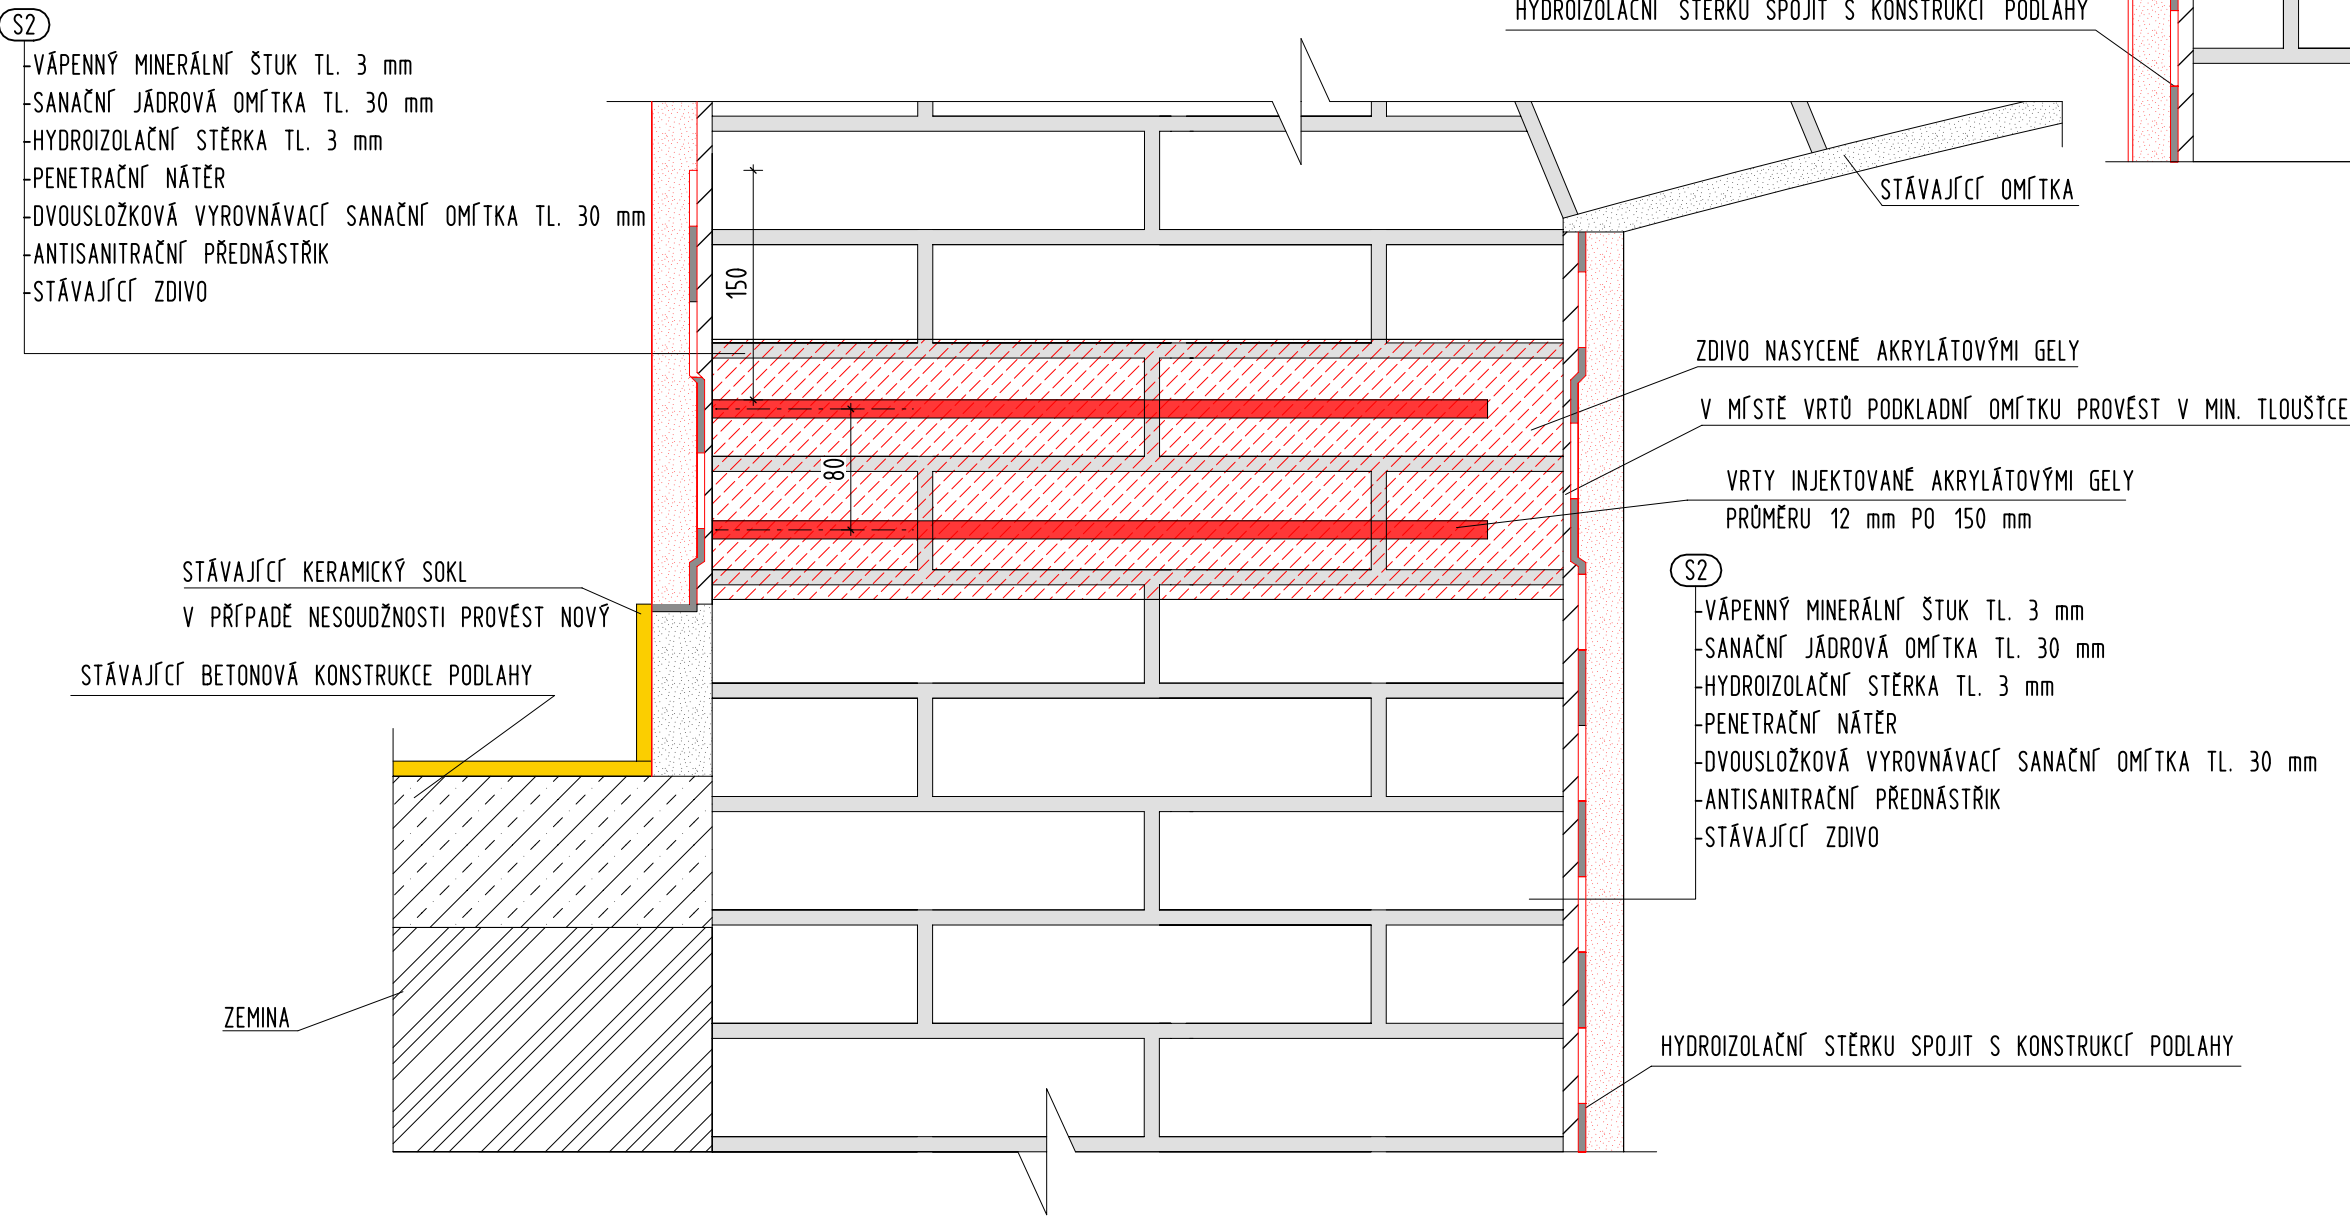 S2
VÁPENNÝ MINERÁLNÍ ŠTUK TL. 3 mm
SANAČNÍ JÁDROVÁ OMÍTKA TL. 30 mm
HYDROIZOLAČNÍ STĚRKA TL. 3 mm
PENETRAČNÍ NÁTĚR
DVOUSLOŽKOVÁ VYROVNÁVACÍ SANAČNÍ OMÍTKA TL. 30 mm
ANTISANITRAČNÍ PŘEDNÁSTŘIK
STÁVAJÍCÍ ZDIVO
HYDROIZOLAČNÍ STĚRKU SPOJIT S KONSTRUKCÍ PODLAHY
STÁVAJÍCÍ OMÍTKA
150
80
ZDIVO NASYCENÉ AKRYLÁTOVÝMI GELY
V MÍSTĚ VRTŮ PODKLADNÍ OMÍTKU PROVÉST V MIN. TLOUŠŤCE
VRTY INJEKTOVANÉ AKRYLÁTOVÝMI GELY
PRŮMĚRU 12 mm PO 150 mm
STÁVAJÍCÍ KERAMICKÝ SOKL
V PŘÍPADĚ NESOUDŽNOSTI PROVÉST NOVÝ
STÁVAJÍCÍ BETONOVÁ KONSTRUKCE PODLAHY
ZEMINA
S2
VÁPENNÝ MINERÁLNÍ ŠTUK TL. 3 mm
SANAČNÍ JÁDROVÁ OMÍTKA TL. 30 mm
HYDROIZOLAČNÍ STĚRKA TL. 3 mm
PENETRAČNÍ NÁTĚR
DVOUSLOŽKOVÁ VYROVNÁVACÍ SANAČNÍ OMÍTKA TL. 30 mm
ANTISANITRAČNÍ PŘEDNÁSTŘIK
STÁVAJÍCÍ ZDIVO
HYDROIZOLAČNÍ STĚRKU SPOJIT S KONSTRUKCÍ PODLAHY